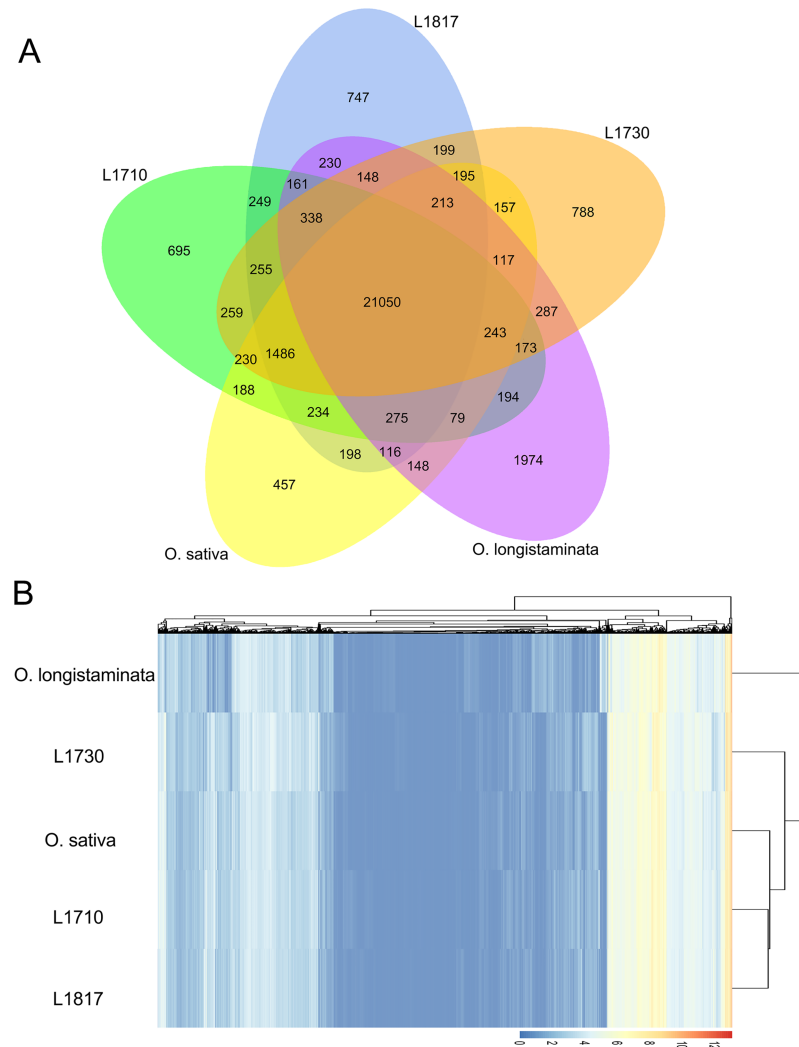 A
L1817
L1730
L1710
747
199
230
148
195
161
249
213
157
788
338
695
255
117
21050
259
287
243
173
230
1486
188
194
234
275
79
198
116
148
1974
457
O. sativa
O. longistaminata
B
O. longistaminata
L1730
O. sativa
L1710
L1817
0 2 4 6 8 10 12